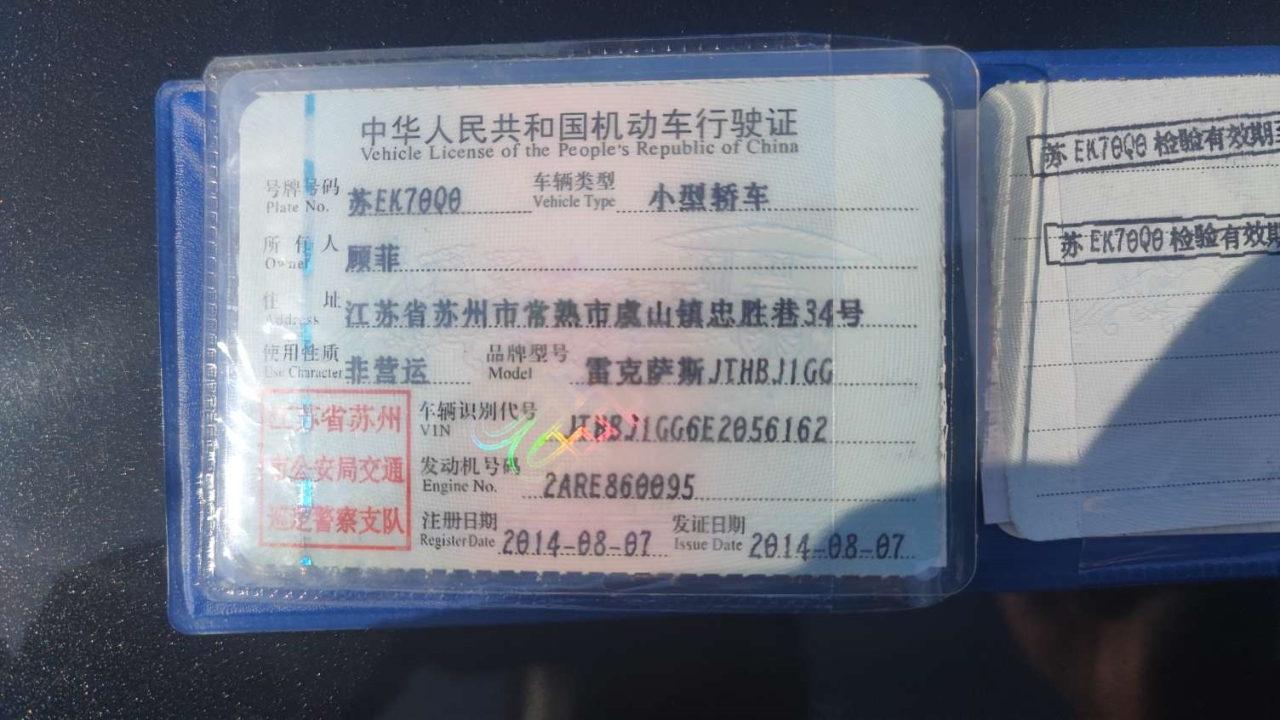 中华人民共和国机动车行驶证
Vehicle License of the People's Republic of China
号牌号码 苏EK70Q0 车辆类型 小型轿车
Plate No. Vehicle Type
所有人 顾菲
Owner
住址 江苏省苏州市常熟市虞山镇忠胜巷34号
Address
使用性质 非营运 品牌型号 雷克萨斯JTHBJ1GG
Use Character Model
江苏省苏州
市公安局交通
巡逻警察支队
车辆识别代号 JTHBJ1GG6E2056162
VIN
发动机号码 2ARE860095
Engine No.
注册日期 2014-08-07 发证日期 2014-08-07
Register Date Issue Date
苏EK70Q0 检验有效期至
苏EK70Q0 检验有效期